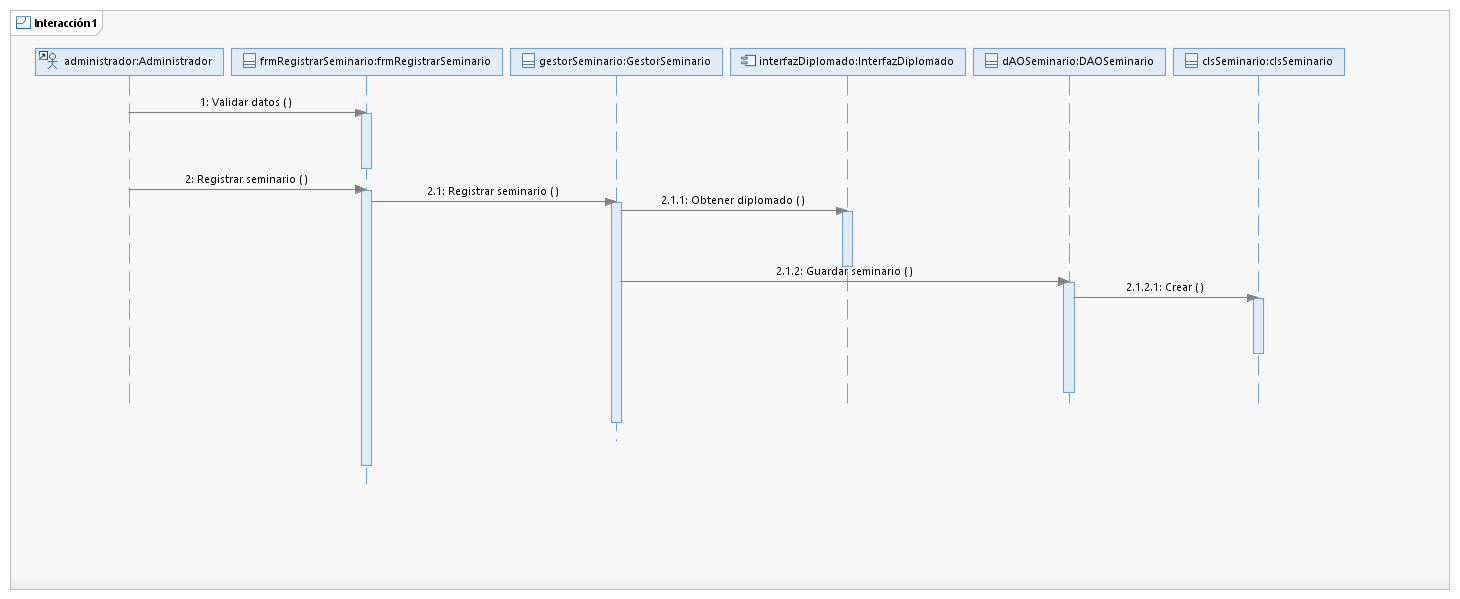 Interacción1
administrador:Administrador
frmRegistrarSeminario:frmRegistrarSeminario
gestorSeminario:GestorSeminario
interfazDiplomado:InterfazDiplomado
dAOSeminario:DAOSeminario
clsSeminario:clsSeminario
1: Validar datos ( )
2: Registrar seminario ( )
2.1: Registrar seminario ( )
2.1.1: Obtener diplomado ( )
2.1.2: Guardar seminario ( )
2.1.2.1: Crear ( )